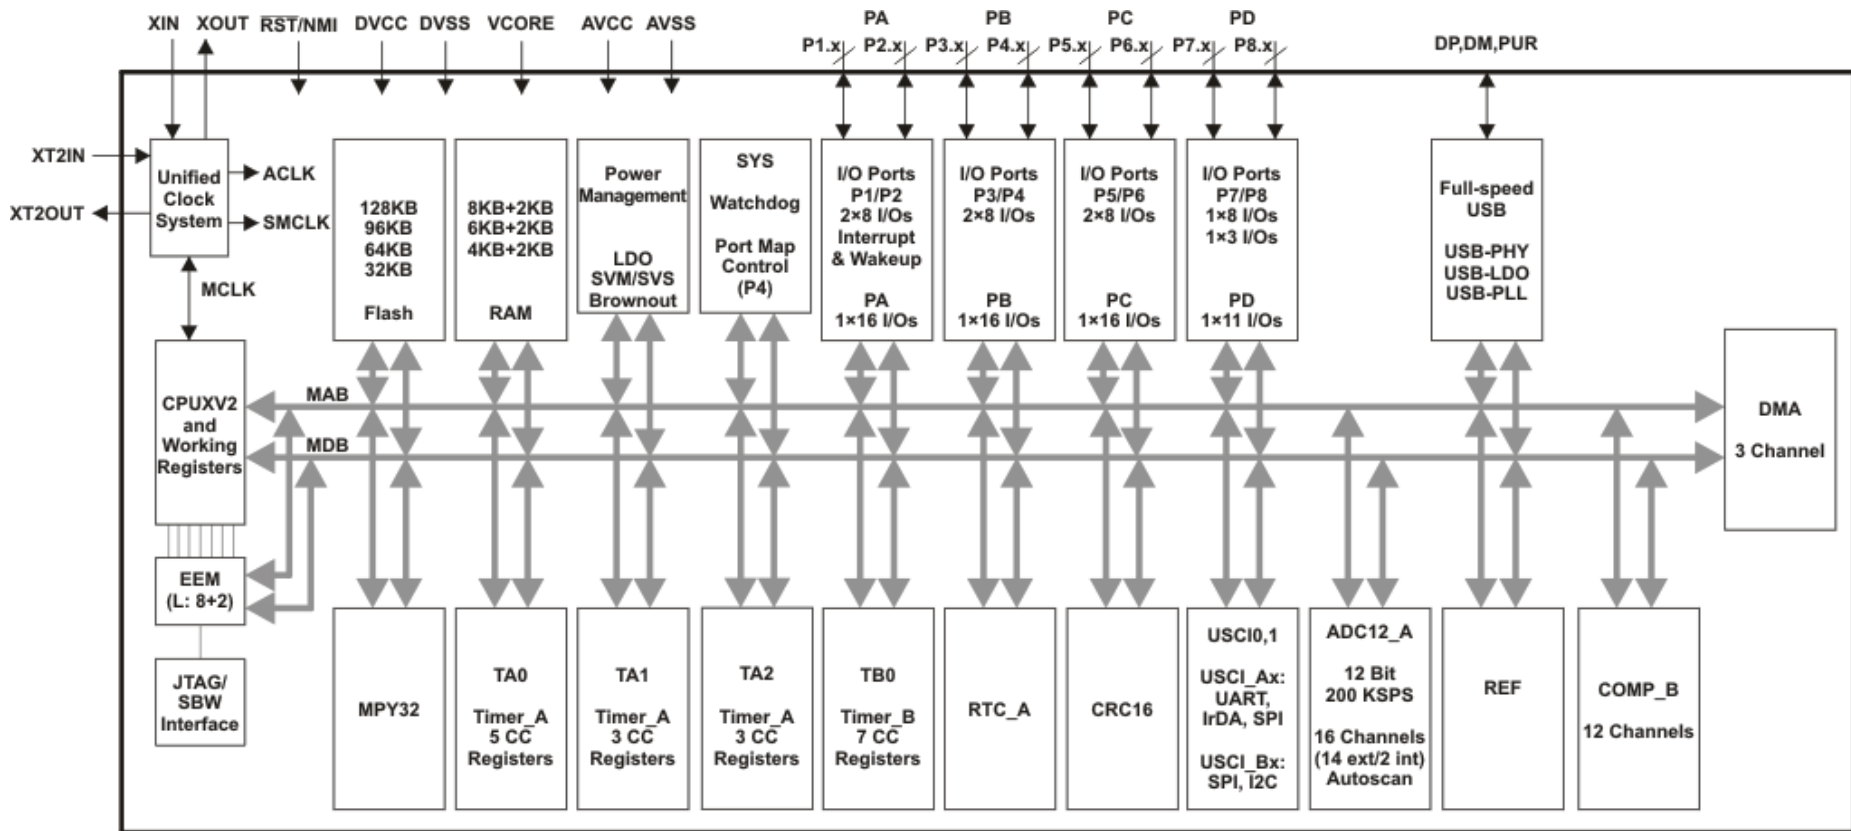 XIN
XOUT
RST/NMI
DVCC
DVSS
VCORE
AVCC
AVSS
PA
P1.x
P2.x
PB
P3.x
P4.x
PC
P5.x
P6.x
PD
P7.x
P8.x
DP,DM,PUR
XT2IN
XT2OUT
Unified
Clock
System
ACLK
SMCLK
MCLK
128KB
96KB
64KB
32KB
Flash
8KB+2KB
6KB+2KB
4KB+2KB
RAM
Power
Management
LDO
SVM/SVS
Brownout
SYS
Watchdog
Port Map
Control
(P4)
I/O Ports
P1/P2
2×8 I/Os
Interrupt
& Wakeup
PA
1×16 I/Os
I/O Ports
P3/P4
2×8 I/Os
PB
1×16 I/Os
I/O Ports
P5/P6
2×8 I/Os
PC
1×16 I/Os
I/O Ports
P7/P8
1×8 I/Os
1×3 I/Os
PD
1×11 I/Os
Full-speed
USB
USB-PHY
USB-LDO
USB-PLL
CPUXV2
and
Working
Registers
MAB
MDB
DMA
3 Channel
EEM
(L: 8+2)
JTAG/
SBW
Interface
MPY32
TA0
Timer_A
5 CC
Registers
TA1
Timer_A
3 CC
Registers
TA2
Timer_A
3 CC
Registers
TB0
Timer_B
7 CC
Registers
RTC_A
CRC16
USCI0,1
USCI_Ax:
UART,
IrDA, SPI
USCI_Bx:
SPI, I2C
ADC12_A
12 Bit
200 KSPS
16 Channels
(14 ext/2 int)
Autoscan
REF
COMP_B
12 Channels